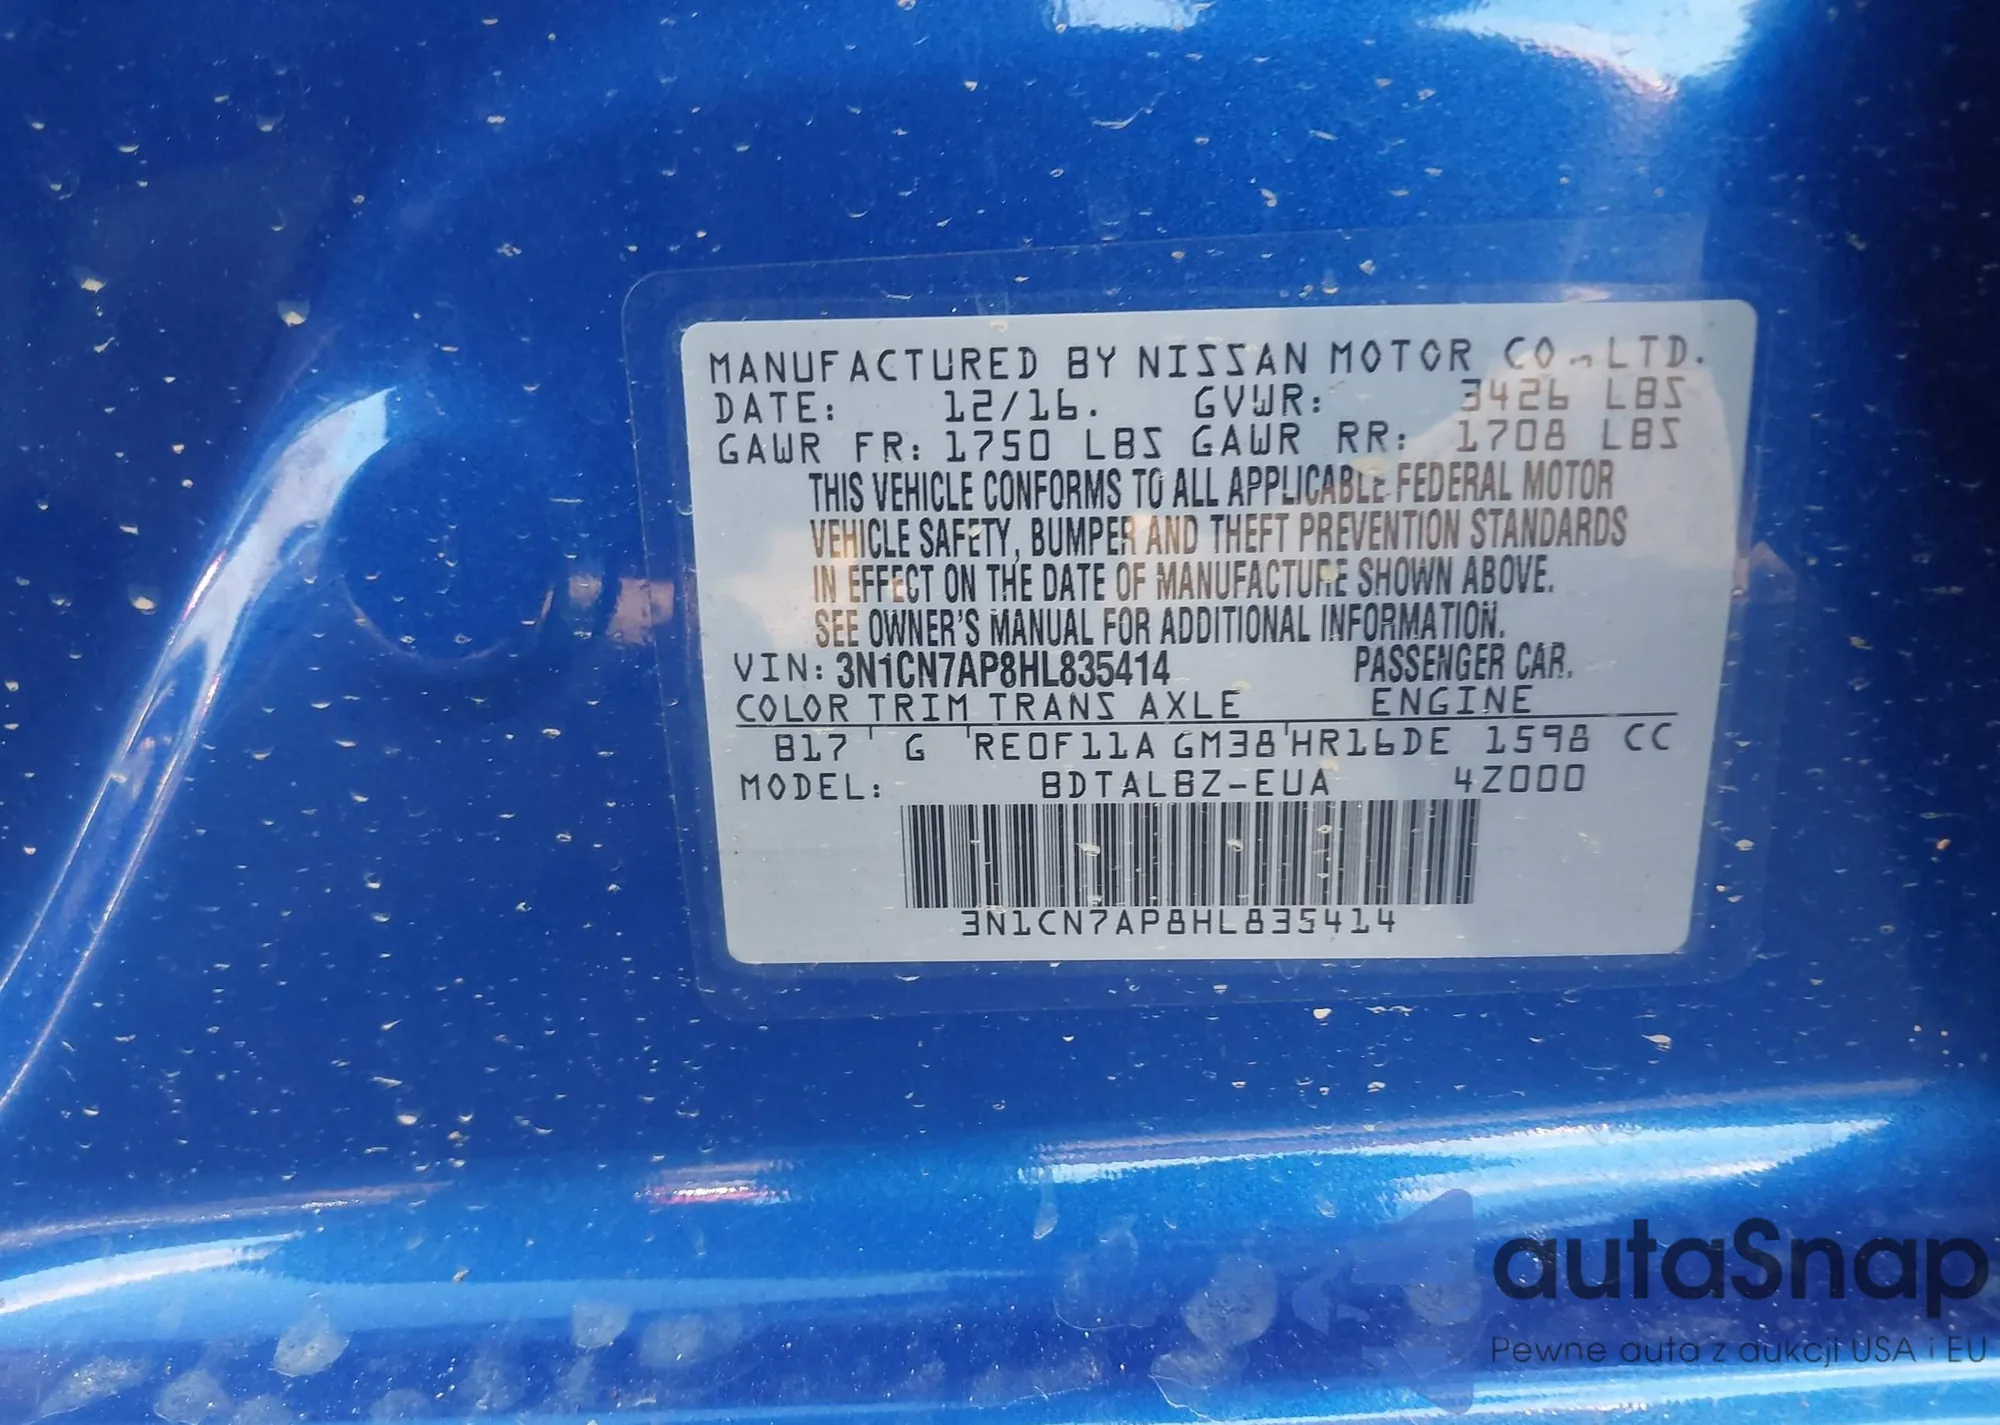 MANUFACTURED BY NISSAN MOTOR CO., LTD.
DATE: 12/16. GVWR: 3426 LBS
GAWR FR: 1750 LBS GAWR RR: 1708 LBS
THIS VEHICLE CONFORMS TO ALL APPLICABLE FEDERAL MOTOR
VEHICLE SAFETY, BUMPER AND THEFT PREVENTION STANDARDS
IN EFFECT ON THE DATE OF MANUFACTURE SHOWN ABOVE.
SEE OWNER'S MANUAL FOR ADDITIONAL INFORMATION.
VIN: 3N1CN7AP8HL835414 PASSENGER CAR.
COLOR TRIM TRANS AXLE ENGINE
B17 G RE0F11A GM38 HR16DE 1598 CC
MODEL: BDTALBZ-EUA 4Z000
3N1CN7AP8HL835414
autaSnap
Pewne auta z aukcji USA i EU